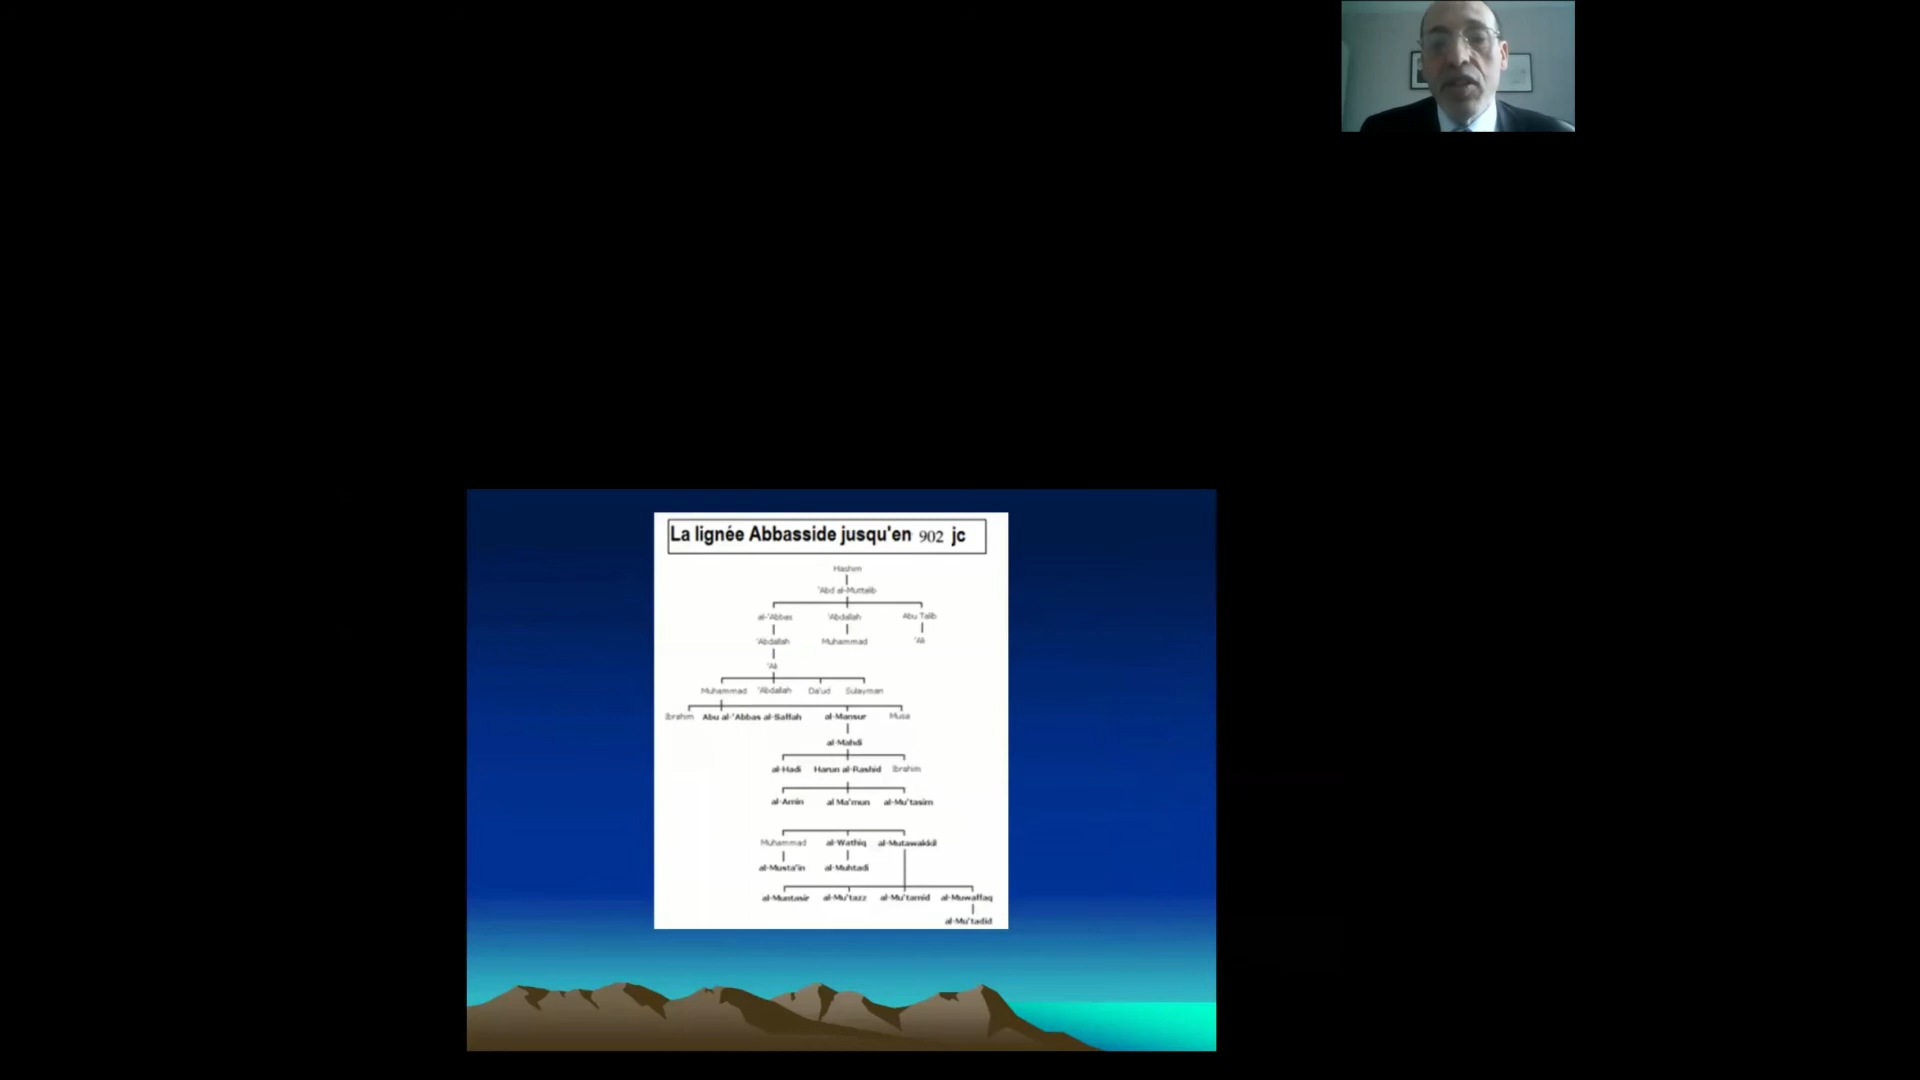 La lignée Abbasside jusqu'en 902 jc
Hashim
'Abd al-Muttalib
al-'Abbas 'Abdallah Abu Talib
'Abdallah Muhammad 'Ali
'Ali
Muhammad 'Abdallah Da'ud Sulayman
Ibrahim Abu al-'Abbas al-Saffah al-Mansur Musa
al-Mahdi
al-Hadi Harun al-Rashid Ibrahim
al-Amin al Ma'mun al-Mu'tasim
Muhammad al-Wathiq al-Mutawakkil
al-Musta'in al-Muhtadi
al-Muntasir al-Mu'tazz al-Mu'tamid al-Muwaffaq
al-Mu'tadid